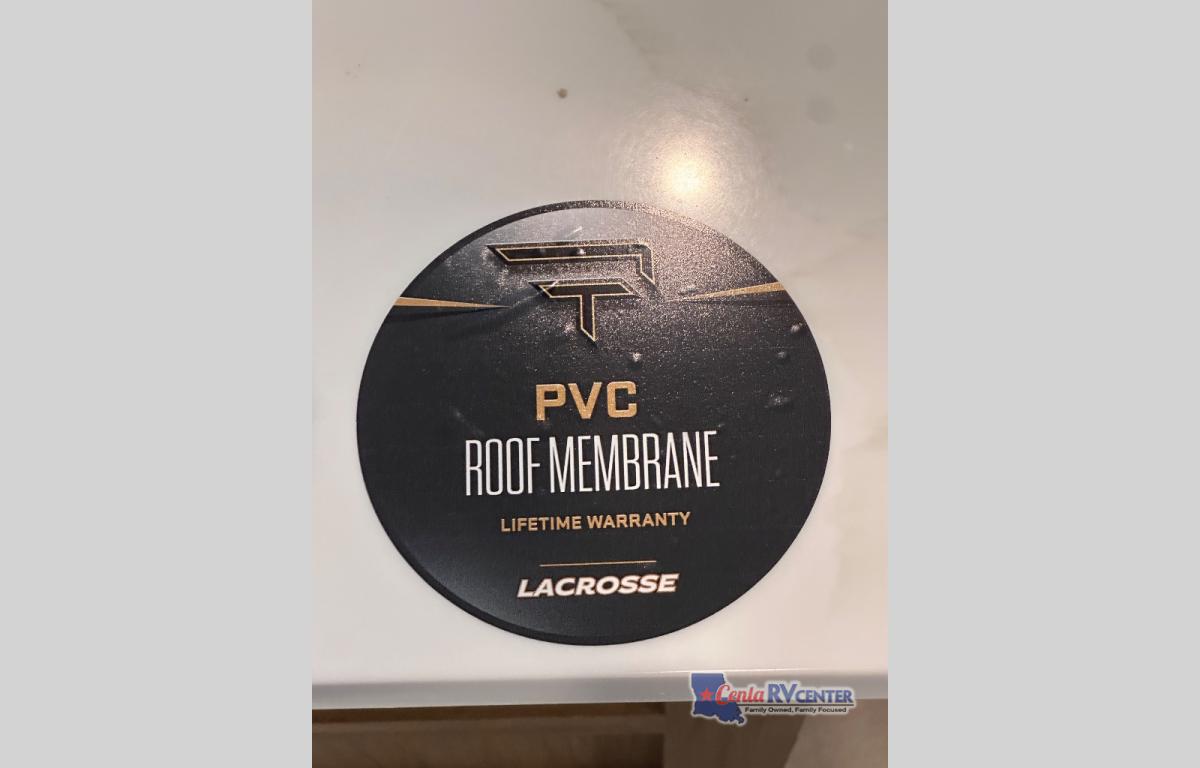 PVC
ROOF MEMBRANE
LIFETIME WARRANTY
LACROSSE
Cenla RV CENTER
Family Owned, Family Focused